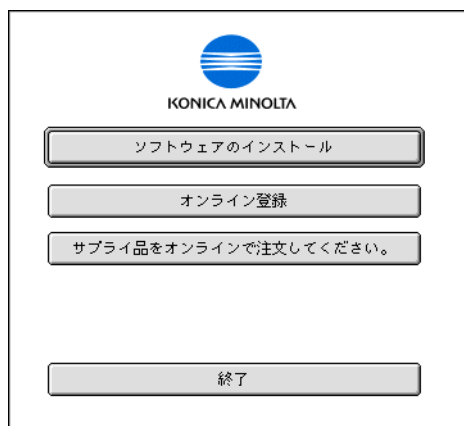 KONICA MINOLTA
ソフトウェアのインストール
オンライン登録
サプライ品をオンラインで注文してください。
終了